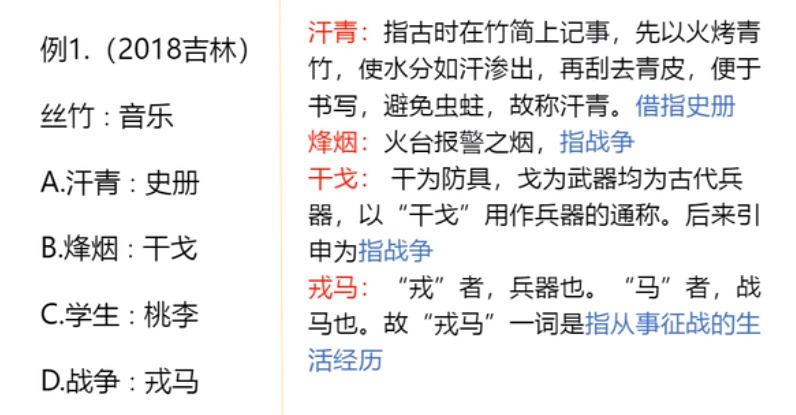 例1.（2018吉林）
丝竹 : 音乐
A.汗青 : 史册
B.烽烟 : 干戈
C.学生 : 桃李
D.战争 : 戎马
汗青：指古时在竹简上记事，先以火烤青
竹，使水分如汗渗出，再刮去青皮，便于
书写，避免虫蛀，故称汗青。借指史册
烽烟：火台报警之烟，指战争
干戈： 干为防具，戈为武器均为古代兵
器，以“干戈”用作兵器的通称。后来引
申为指战争
戎马：“戎”者，兵器也。“马”者，战
马也。故“戎马”一词是指从事征战的生
活经历